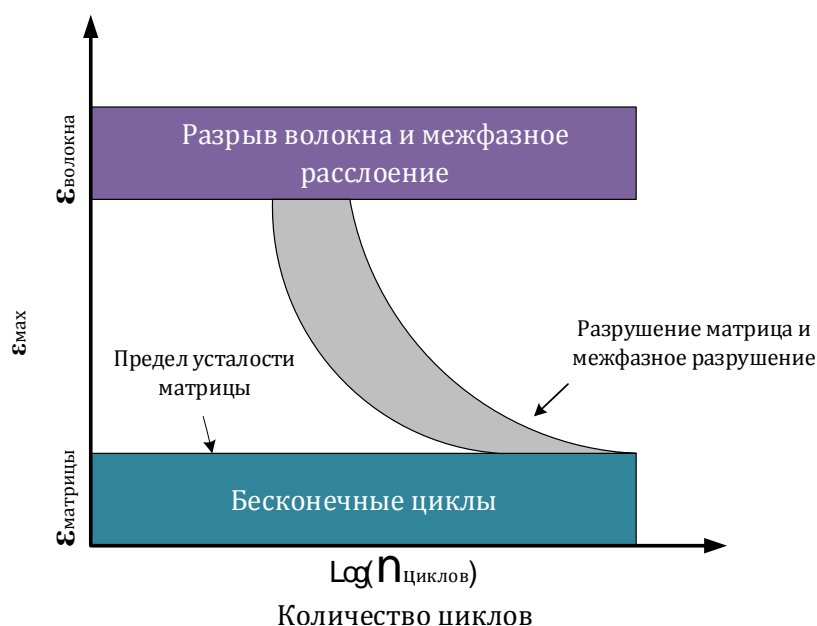 εволокна
Разрыв волокна и межфазное
расслоение
εмах
Предел усталости
матрицы
Разрушение матрица и
межфазное разрушение
εматрицы
Бесконечные циклы
Log(nциклов)
Количество циклов